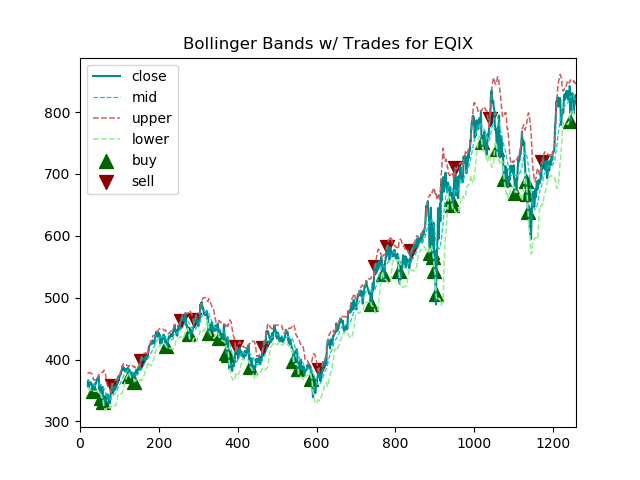 Bollinger Bands w/ Trades for EQIX
close
mid
upper
lower
buy
sell
800
700
600
500
400
300
0 200 400 600 800 1000 1200